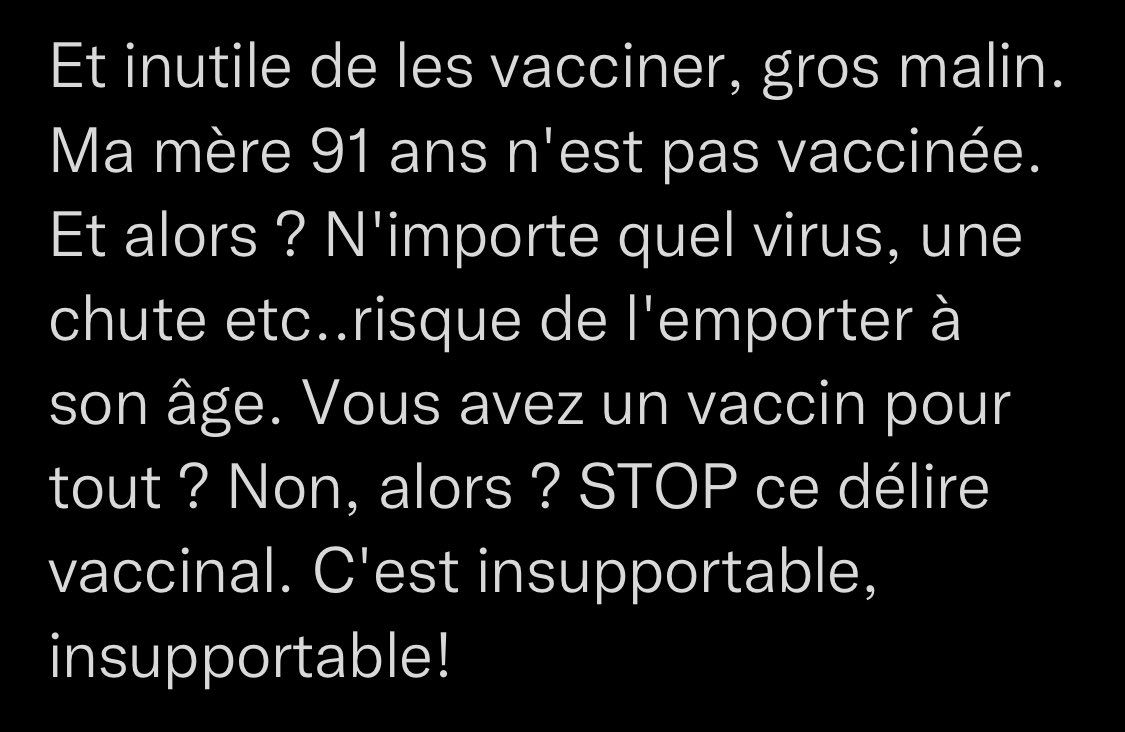 Et inutile de les vacciner, gros malin.
Ma mère 91 ans n'est pas vaccinée.
Et alors ? N'importe quel virus, une
chute etc..risque de l'emporter à
son âge. Vous avez un vaccin pour
tout ? Non, alors ? STOP ce délire
vaccinal. C'est insupportable,
insupportable!